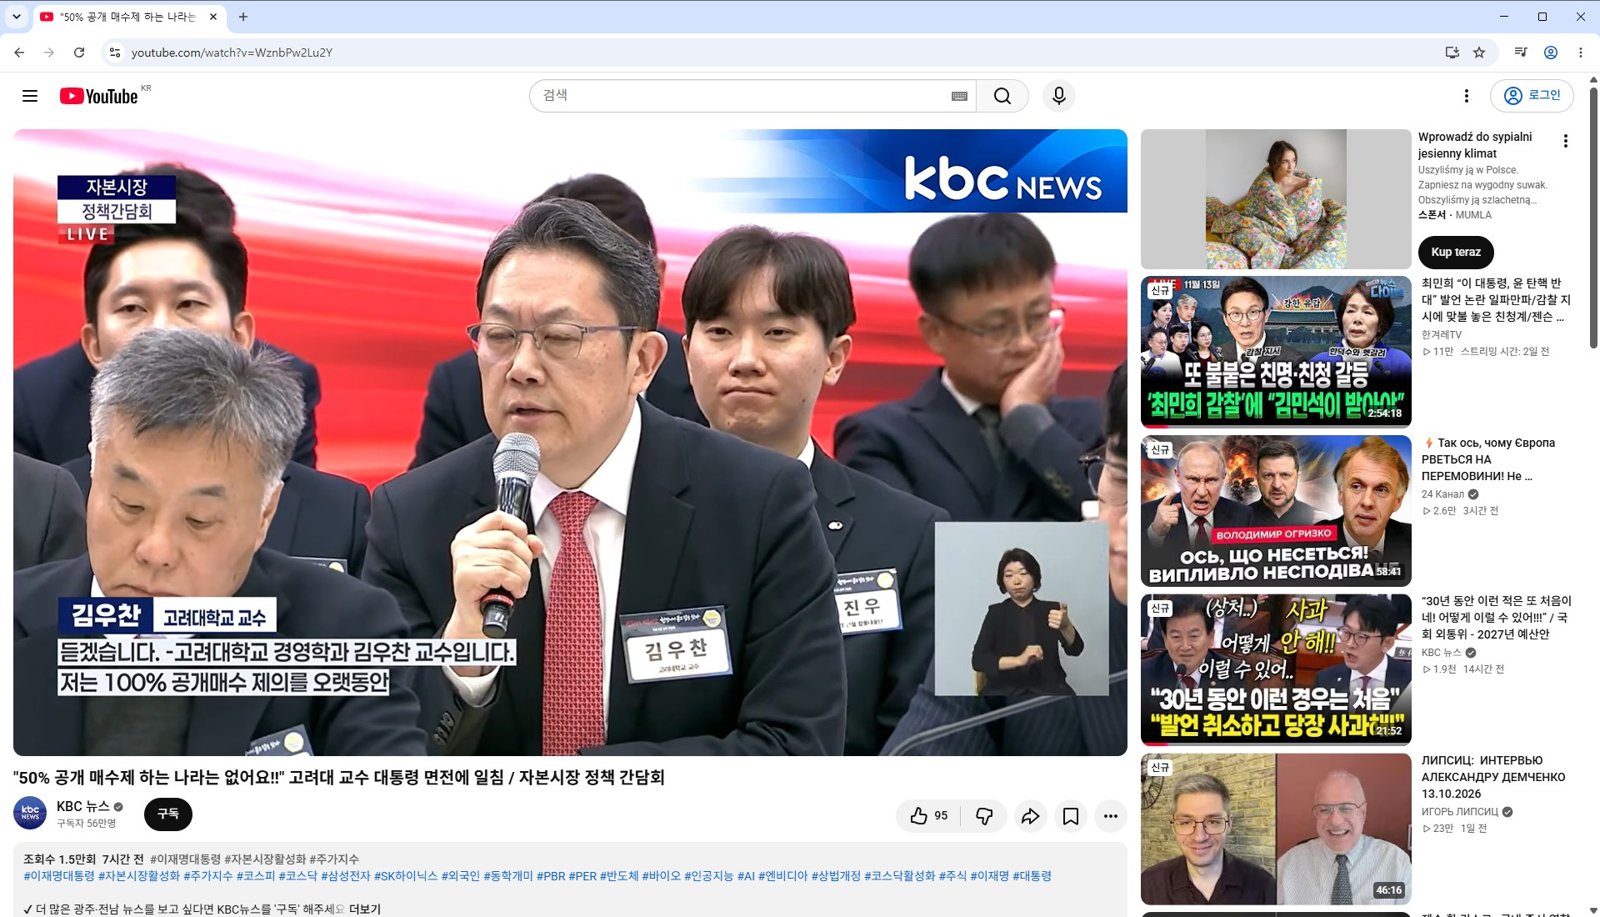 "50% 공개 매수제 하는 나라는
youtube.com/watch?v=WznbPw2Lu2Y
YouTube KR
검색
로그인
자본시장
정책간담회
LIVE
kbc NEWS
진 우
김 우 찬
고려대학교 교수
김우찬 고려대학교 교수
듣겠습니다. -고려대학교 경영학과 김우찬 교수입니다.
저는 100% 공개매수 제의를 오랫동안
"50% 공개 매수제 하는 나라는 없어요!!" 고려대 교수 대통령 면전에 일침 / 자본시장 정책 간담회
kbc NEWS
KBC 뉴스
구독자 56만명
구독
95
조회수 1.5만회 7시간 전 #이재명대통령 #자본시장활성화 #주가지수
#이재명대통령 #자본시장활성화 #주가지수 #코스피 #코스닥 #삼성전자 #SK하이닉스 #외국인 #동학개미 #PBR #PER #반도체 #바이오 #인공지능 #AI #엔비디아 #상법개정 #코스닥활성화 #주식 #이재명 #대통령
✔ 더 많은 광주·전남 뉴스를 보고 싶다면 KBC뉴스를 '구독' 해주세요 더보기
Wprowadź do sypialni
jesienny klimat
Uszyliśmy ją w Polsce.
Zapniesz na wygodny suwak.
Obszyliśmy ją szlachetną...
스폰서 · MUMLA
Kup teraz
신규
11월 13일
강한 유감
감찰 지시
또 불붙은 친명·친청 갈등
'최민희 감찰'에 "김민석이 받아야"
2:54:18
최민희 “이 대통령, 윤 탄핵 반
대” 발언 논란 일파만파/감찰 지
시에 맞불 놓은 친청계/젠슨 ...
한겨레TV
11만 스트리밍 시간: 2일 전
신규
ВОЛОДИМИР ОГРИЗКО
ОСЬ, ЩО НЕСЕТЬСЯ!
ВИПЛИВЛО НЕСПОДІВА
58:41
⚡ Так ось, чому Європа
РВЕТЬСЯ НА
ПЕРЕМОВИНИ! Не ...
24 Канал
2.6만 3시간 전
신규
(상처..)
어떻게
이럴 수 있어..
사과
안 해!!
“30년 동안 이런 경우는 처음”
“발언 취소하고 당장 사과해!!”
21:52
“30년 동안 이런 적은 또 처음이
네! 어떻게 이럴 수 있어!!!” / 국
회 외통위 - 2027년 예산안
KBC 뉴스
1.9천 14시간 전
신규
46:16
ЛИПСИЦ: ИНТЕРВЬЮ
АЛЕКСАНДРУ ДЕМЧЕНКО
13.10.2026
ИГОРЬ ЛИПСИЦ
23만 1일 전